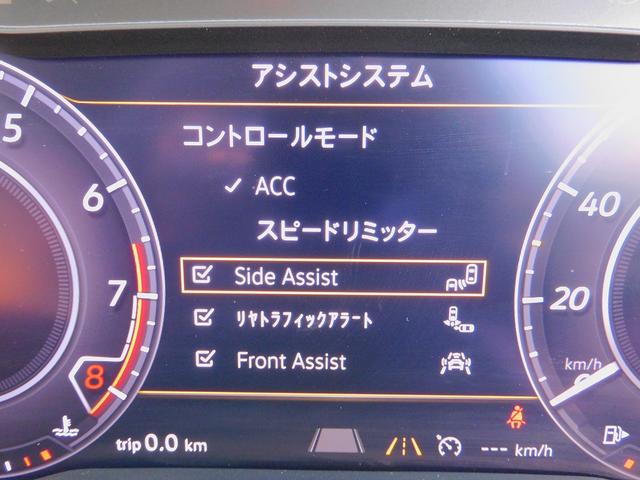 アシストシステム
コントロールモード
ACC
スピードリミッター
Side Assist
リヤトラフィックアラート
Front Assist
5
6
7
8
40
20
km/h
trip 0.0 km
--- km/h